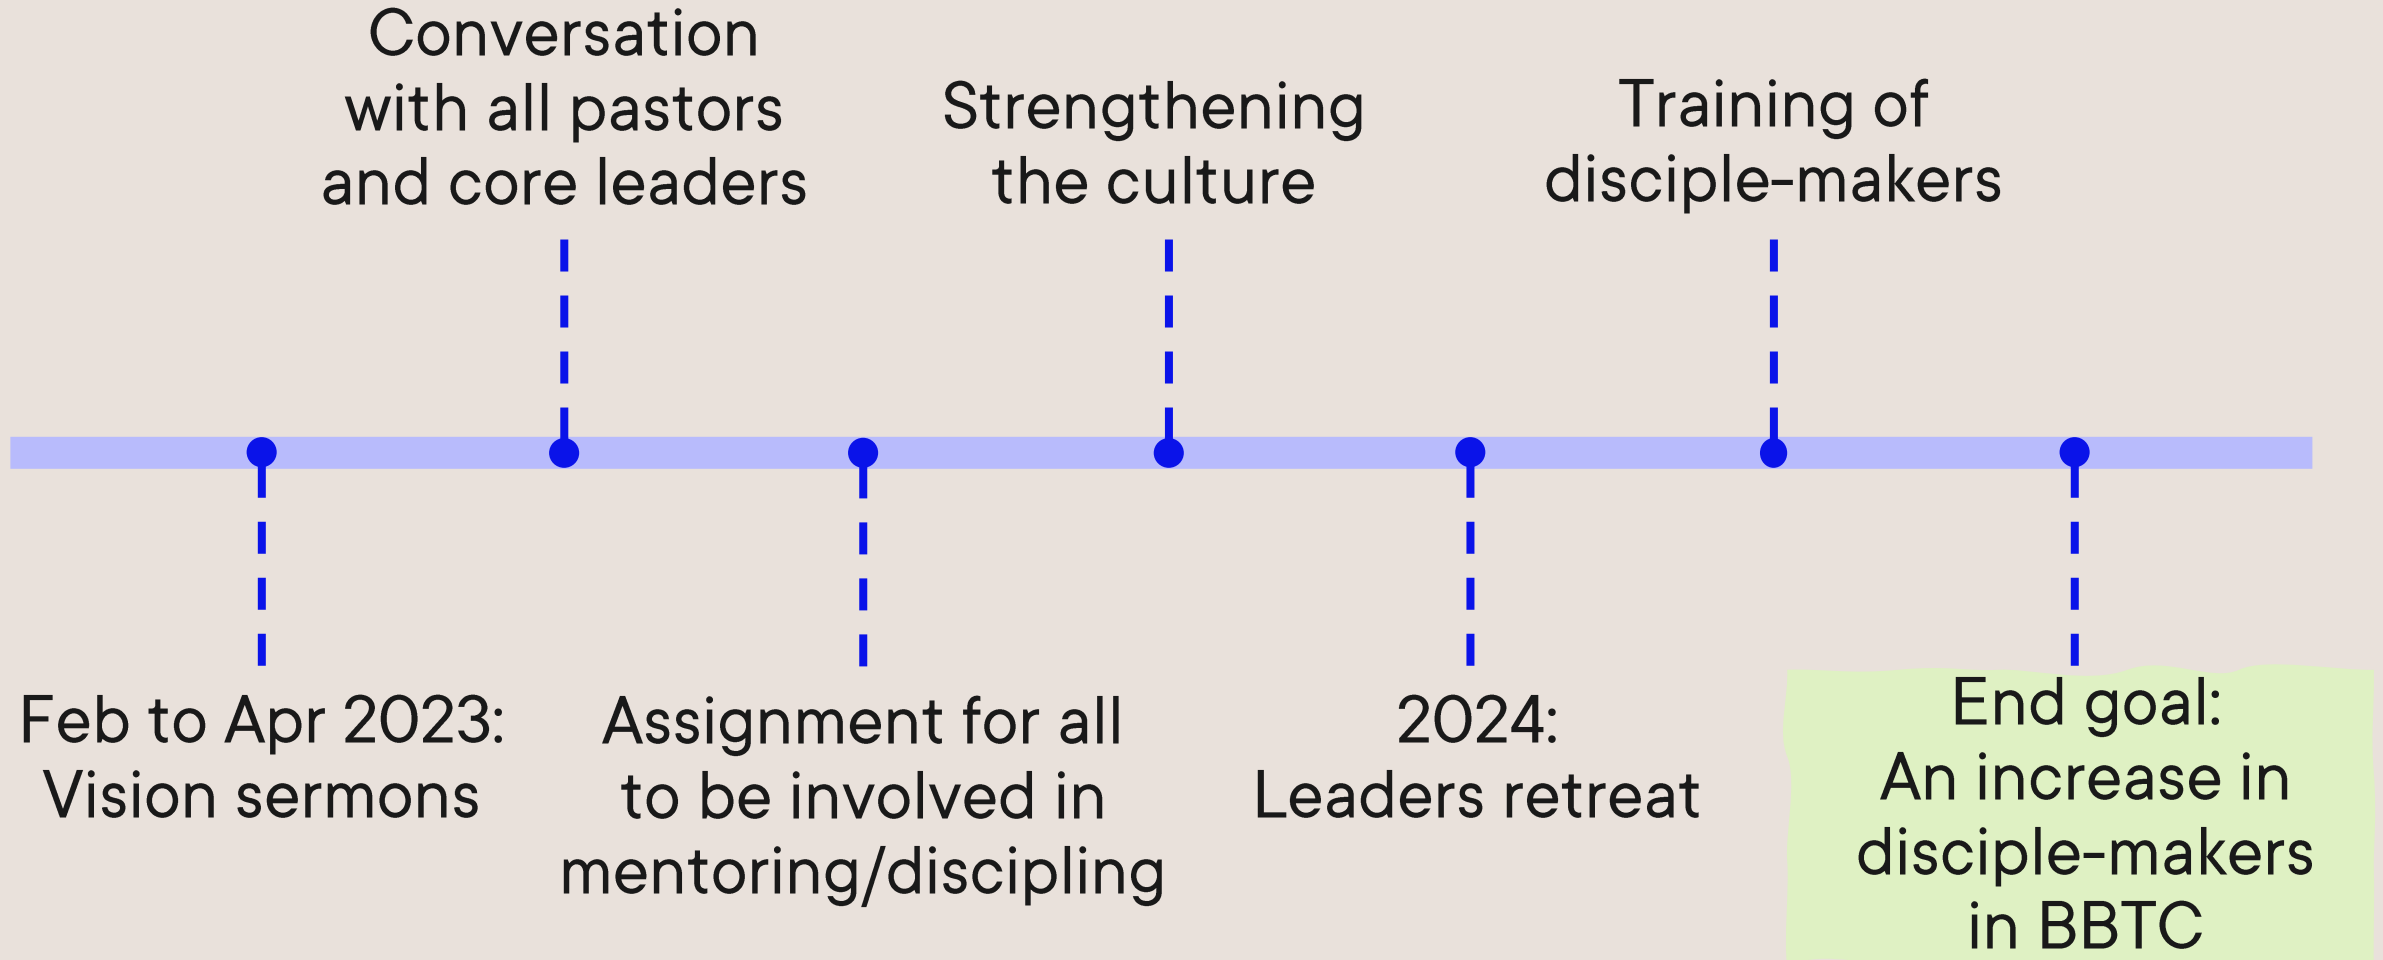 Conversation
with all pastors
and core leaders
Strengthening
the culture
Training of
disciple-makers
Feb to Apr 2023:
Vision sermons
Assignment for all
to be involved in
mentoring/discipling
2024:
Leaders retreat
End goal:
An increase in
disciple-makers
in BBTC